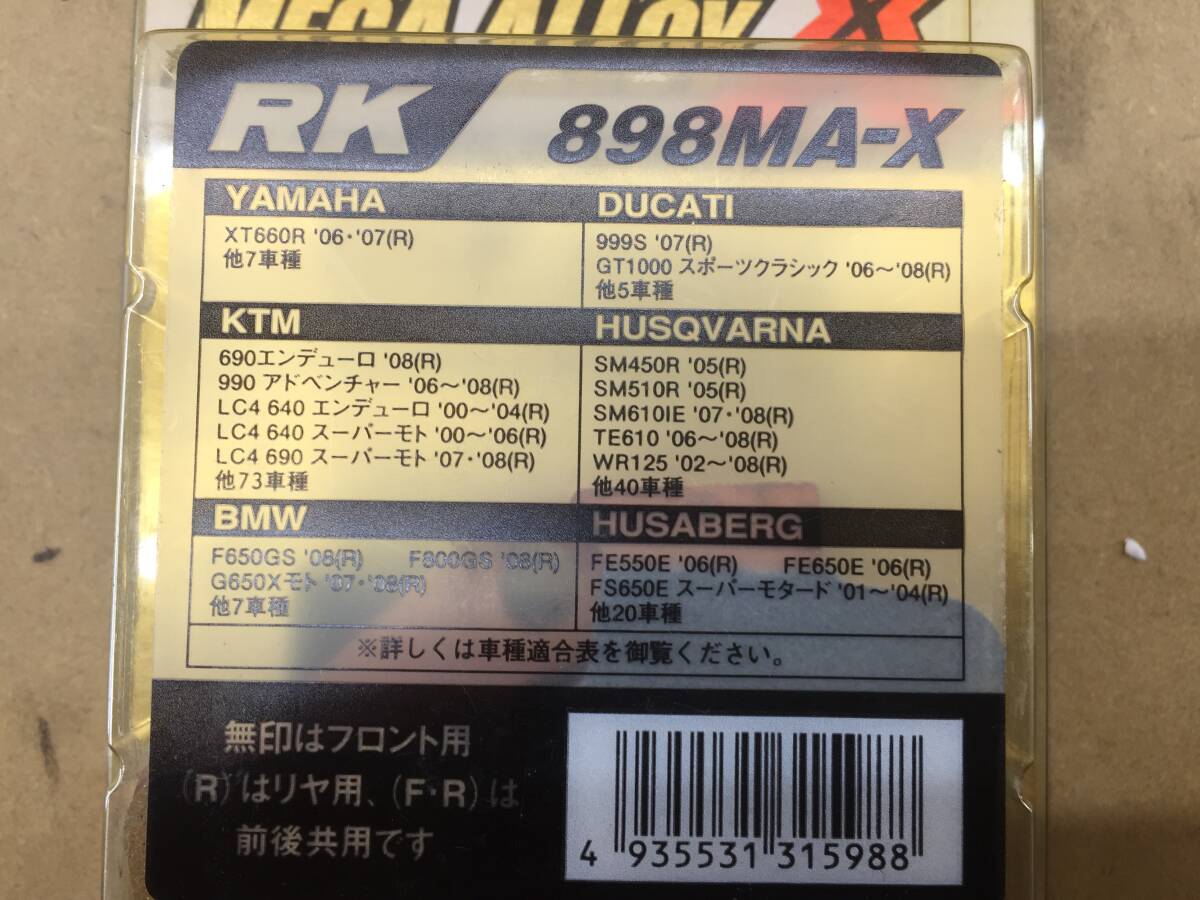 MEGA ALLOY X
RK 898MA-X
YAMAHA
XT660R '06・'07(R)
他7車種
DUCATI
999S '07(R)
GT1000 スポーツクラシック '06〜'08(R)
他5車種
KTM
690エンデューロ '08(R)
990 アドベンチャー '06〜'08(R)
LC4 640 エンデューロ '00〜'04(R)
LC4 640 スーパーモト '00〜'06(R)
LC4 690 スーパーモト '07・'08(R)
他73車種
HUSQVARNA
SM450R '05(R)
SM510R '05(R)
SM610IE '07・'08(R)
TE610 '06〜'08(R)
WR125 '02〜'08(R)
他40車種
BMW
F650GS '08(R) F800GS '08(R)
G650Xモト '07・'08(R)
他7車種
HUSABERG
FE550E '06(R) FE650E '06(R)
FS650E スーパーモタード '01〜'04(R)
他20車種
※詳しくは車種適合表を御覧ください。
無印はフロント用
(R)はリヤ用、(F・R)は
前後共用です
4 935531 315988